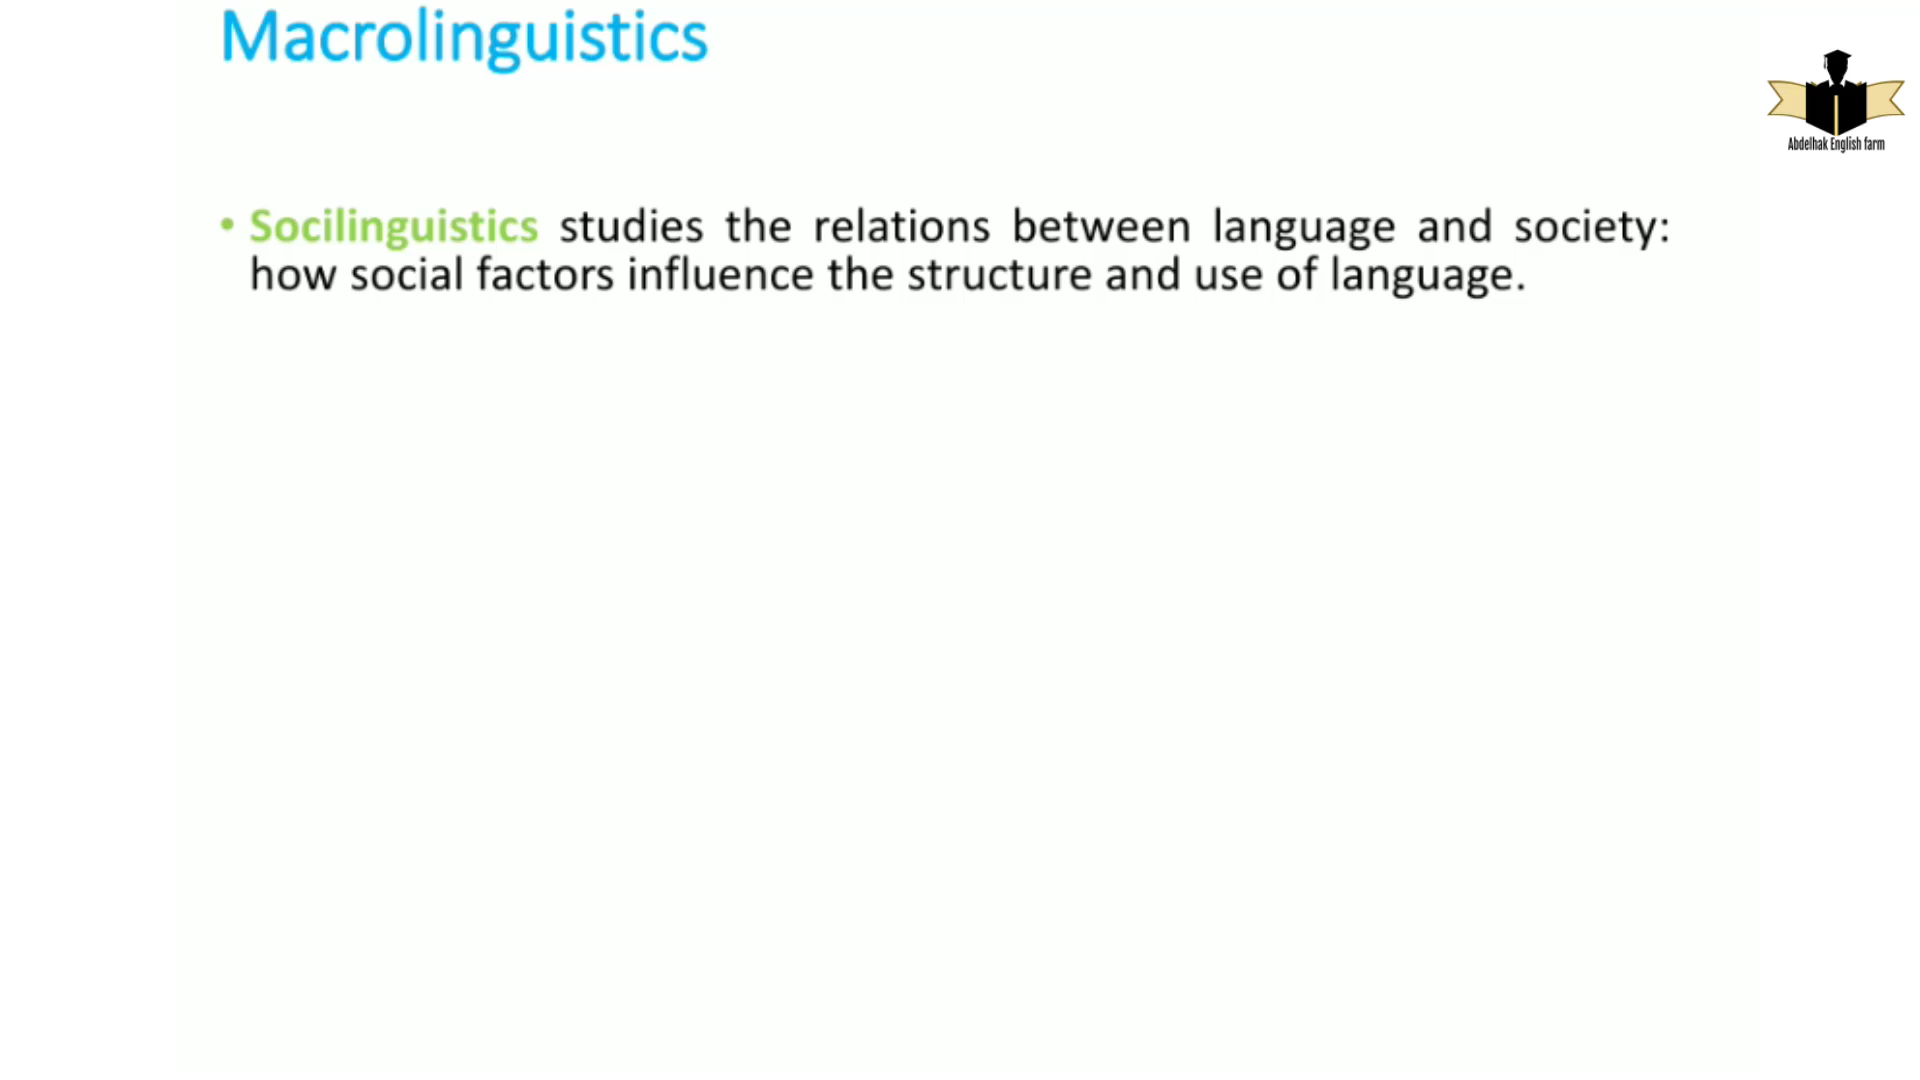 Macrolinguistics
Abdelhak English farm
• Socilinguistics studies the relations between language and society:
how social factors influence the structure and use of language.